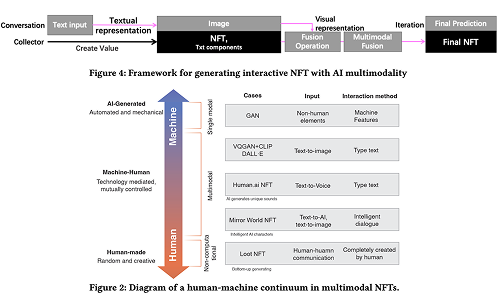 Conversation
Text input
Textual
representation
Image
Visual
representation
Iteration
Final Prediction
Collector
Create Value
NFT,
Txt components
Fusion
Operation
Multimodal
Fusion
Final NFT
Figure 4: Framework for generating interactive NFT with AI multimodality
AI-Generated
Automated and mechanical
Machine-Human
Technology mediated,
mutually controlled
Human-made
Random and creative
Machine
Human
Single modal
Multimodal
Non-computa
tional
Cases
Input
Interaction method
GAN
Non-human
elements
Machine
Features
VQGAN+CLIP
DALL·E
Text-to-image
Type text
Human.ai NFT
Text-to-Voice
Type text
AI generates unique sounds
Mirror World NFT
Text-to-AI,
text-to-image
Intelligent
dialogue
Intelligent AI characters
Loot NFT
Human-huamn
communication
Completely created
by human
Bottom-up generating
Figure 2: Diagram of a human-machine continuum in multimodal NFTs.